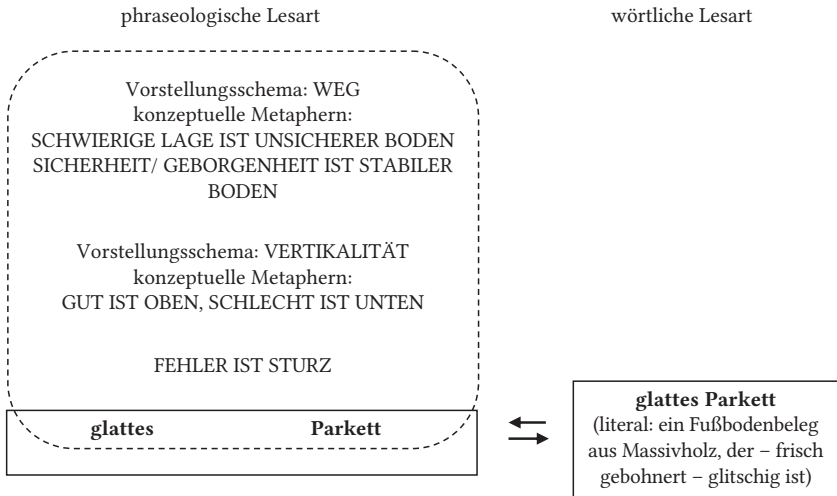 phraseologische Lesart
wörtliche Lesart
Vorstellungsschema: WEG
konzeptuelle Metaphern:
SCHWIERIGE LAGE IST UNSICHERER BODEN
SICHERHEIT/ GEBORGENHEIT IST STABILER
BODEN
Vorstellungsschema: VERTIKALITÄT
konzeptuelle Metaphern:
GUT IST OBEN, SCHLECHT IST UNTEN
FEHLER IST STURZ
glattes Parkett
glattes Parkett
(literal: ein Fußbodenbeleg
aus Massivholz, der – frisch
gebohnert – glitschig ist)